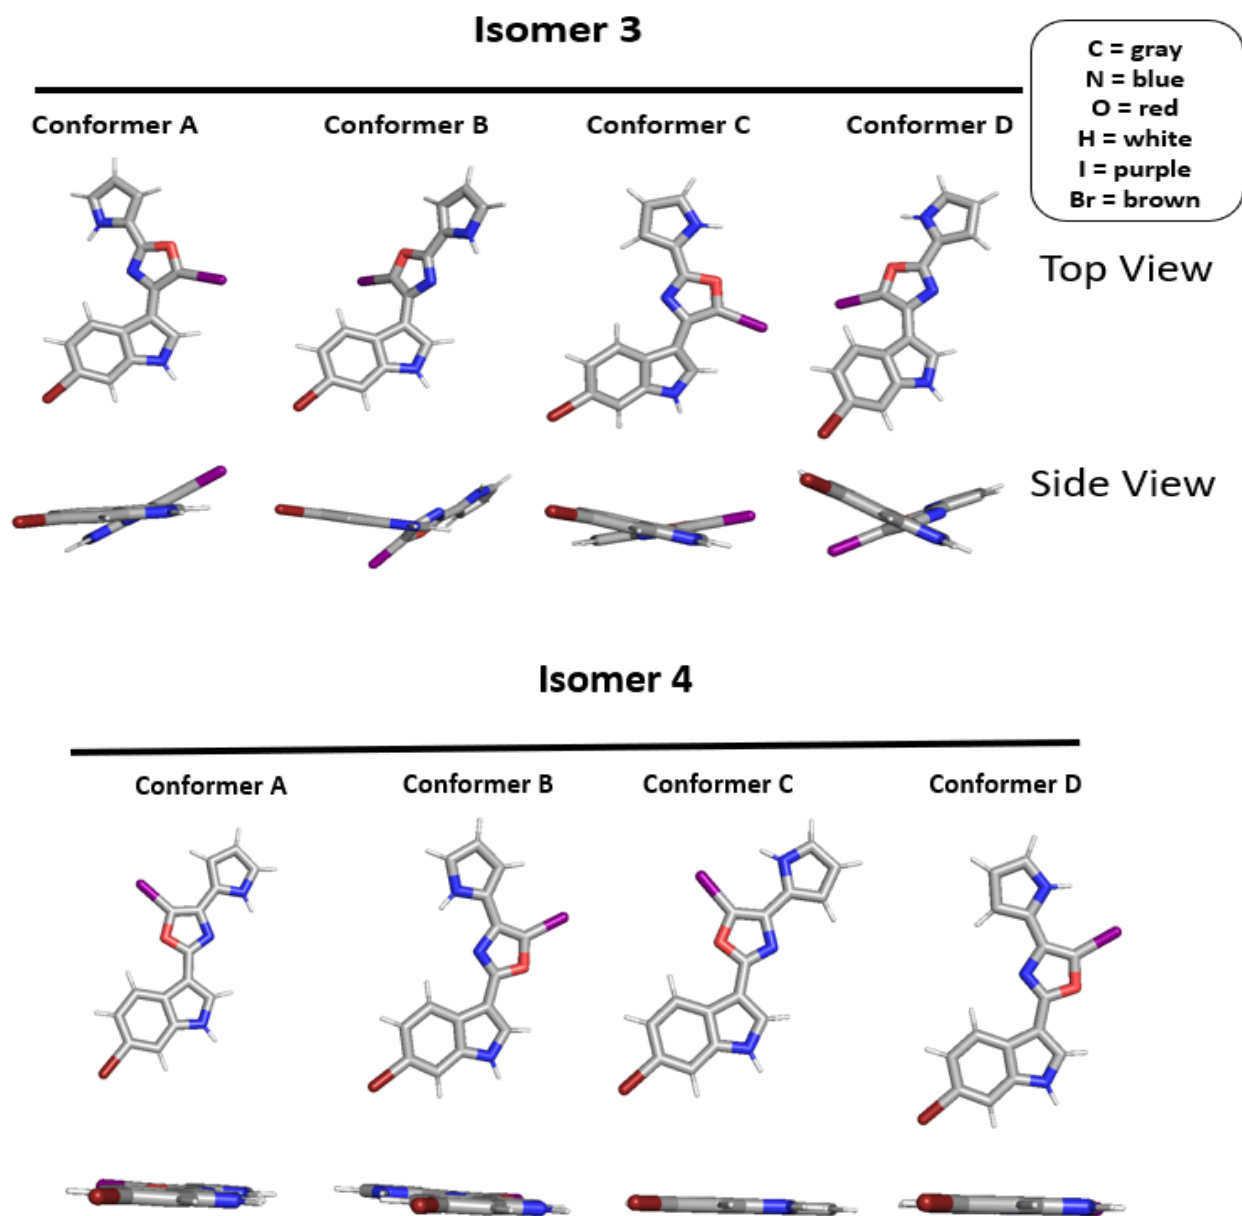 Isomer 3
C = gray
N = blue
O = red
H = white
I = purple
Br = brown
Conformer A
Conformer B
Conformer C
Conformer D
Top View
Side View
Isomer 4
Conformer A
Conformer B
Conformer C
Conformer D